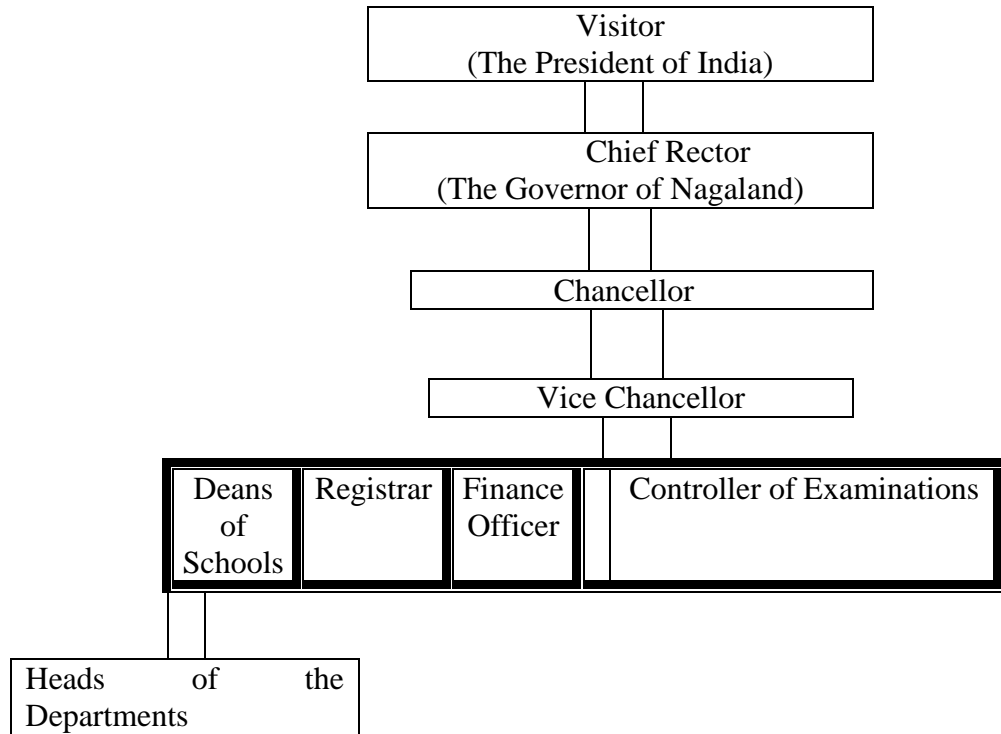 Visitor
(The President of India)
Chief Rector
(The Governor of Nagaland)
Chancellor
Vice Chancellor
Deans
of
Schools
Registrar
Finance
Officer
Controller of Examinations
Heads of the
Departments